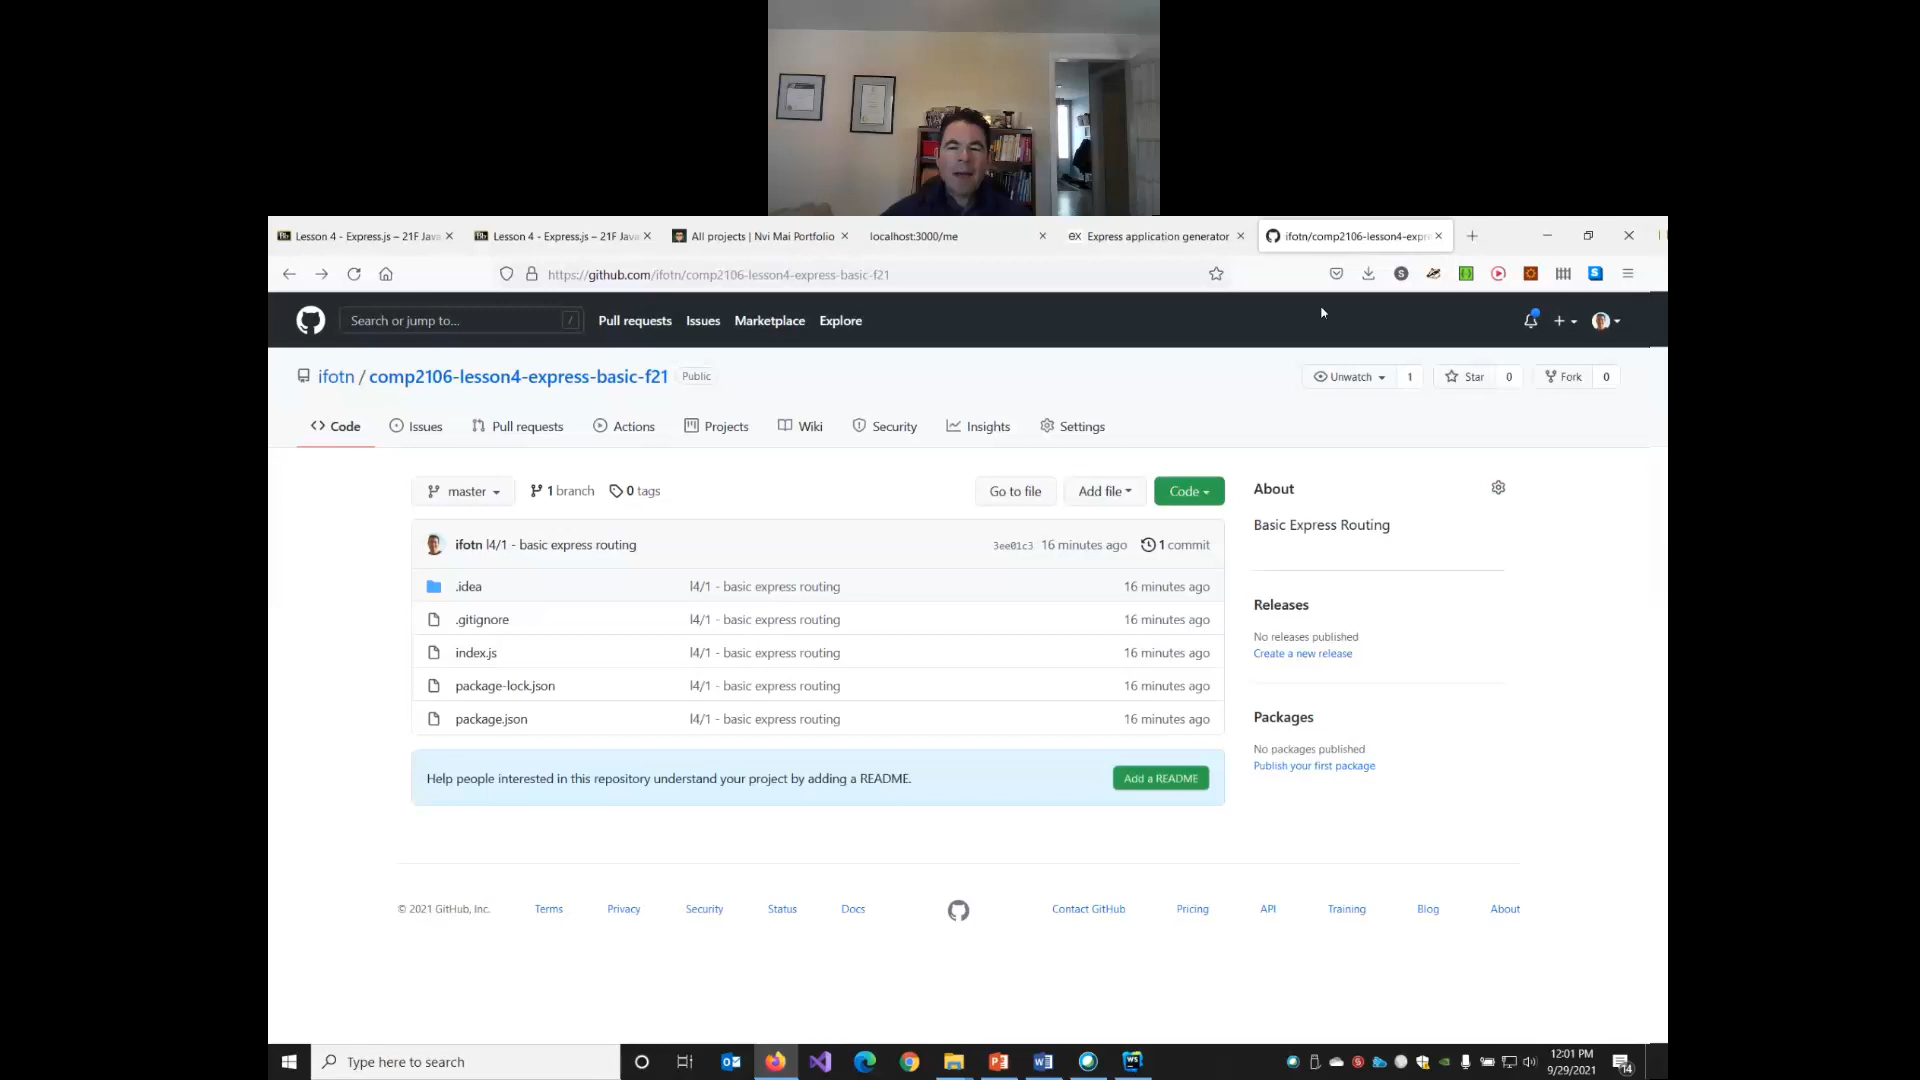 Lesson 4 - Express.js – 21F Java
Lesson 4 - Express.js – 21F Java
All projects | Nvi Mai Portfolio
localhost:3000/me
ex Express application generator
ifotn/comp2106-lesson4-expre
https://github.com/ifotn/comp2106-lesson4-express-basic-f21
Search or jump to... /
Pull requests Issues Marketplace Explore
ifotn / comp2106-lesson4-express-basic-f21 Public
Unwatch 1 Star 0 Fork 0
Code Issues Pull requests Actions Projects Wiki Security Insights Settings
master 1 branch 0 tags Go to file Add file Code
ifotn l4/1 - basic express routing 3ee01c3 16 minutes ago 1 commit
.idea l4/1 - basic express routing 16 minutes ago
.gitignore l4/1 - basic express routing 16 minutes ago
index.js l4/1 - basic express routing 16 minutes ago
package-lock.json l4/1 - basic express routing 16 minutes ago
package.json l4/1 - basic express routing 16 minutes ago
Help people interested in this repository understand your project by adding a README. Add a README
About
Basic Express Routing
Releases
No releases published
Create a new release
Packages
No packages published
Publish your first package
© 2021 GitHub, Inc. Terms Privacy Security Status Docs Contact GitHub Pricing API Training Blog About
Type here to search
12:01 PM
9/29/2021
14